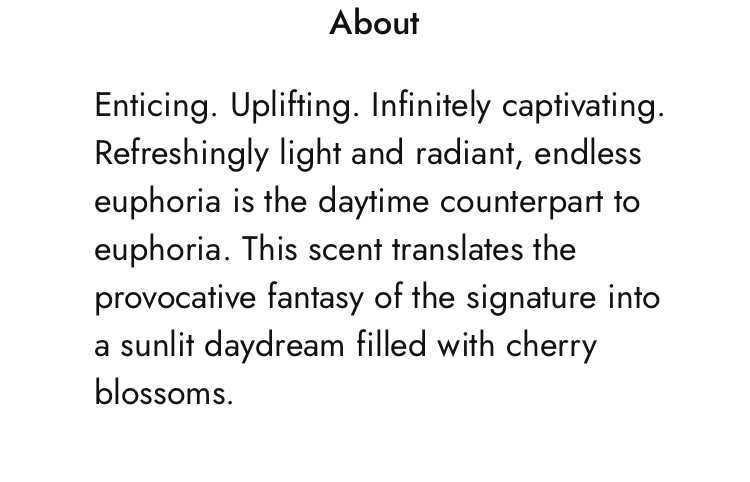 About
Enticing. Uplifting. Infinitely captivating.
Refreshingly light and radiant, endless
euphoria is the daytime counterpart to
euphoria. This scent translates the
provocative fantasy of the signature into
a sunlit daydream filled with cherry
blossoms.